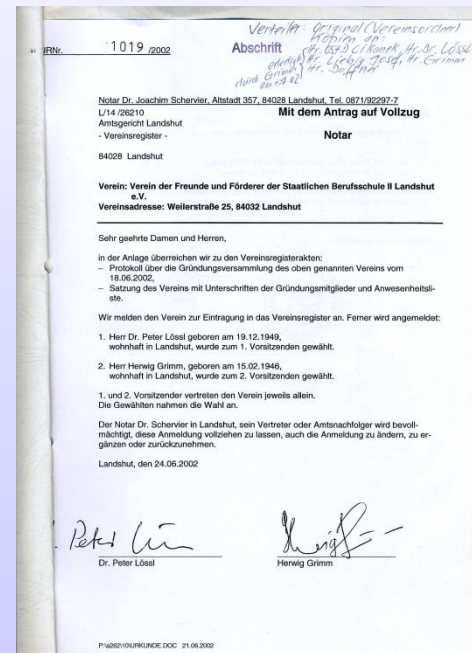 Verteiler: Original (Vereinsordner)
Kopien an:
URNr. 1019 /2002
Abschrift
Hr. OStD Cikanek, Hr. Dr. Lössl
Hr. Liebig Josef, Hr. Grimm
erledigt
durch Grimm
Notar Dr. Joachim Schervier, Altstadt 357, 84028 Landshut, Tel. 0871/92297-7
L/14 /26210
Mit dem Antrag auf Vollzug
Amtsgericht Landshut
- Vereinsregister -
Notar
84028 Landshut
Verein: Verein der Freunde und Förderer der Staatlichen Berufsschule II Landshut
e.V.
Vereinsadresse: Weilerstraße 25, 84032 Landshut
Sehr geehrte Damen und Herren,
in der Anlage überreichen wir zu den Vereinsregisterakten:
– Protokoll über die Gründungsversammlung des oben genannten Vereins vom
18.06.2002,
– Satzung des Vereins mit Unterschriften der Gründungsmitglieder und Anwesenheitsli-
ste.
Wir melden den Verein zur Eintragung in das Vereinsregister an. Ferner wird angemeldet:
1. Herr Dr. Peter Lössl geboren am 19.12.1949,
wohnhaft in Landshut, wurde zum 1. Vorsitzenden gewählt.
2. Herr Herwig Grimm, geboren am 15.02.1946,
wohnhaft in Landshut, wurde zum 2. Vorsitzenden gewählt.
1. und 2. Vorsitzender vertreten den Verein jeweils allein.
Die Gewählten nahmen die Wahl an.
Der Notar Dr. Schervier in Landshut, sein Vertreter oder Amtsnachfolger wird bevoll-
mächtigt, diese Anmeldung vollziehen zu lassen, auch die Anmeldung zu ändern, zu er-
gänzen oder zurückzunehmen.
Landshut, den 24.06.2002
Peter
Dr. Peter Lössl
Herwig Grimm
P:\a262\10\URKUNDE.DOC 21.06.2002